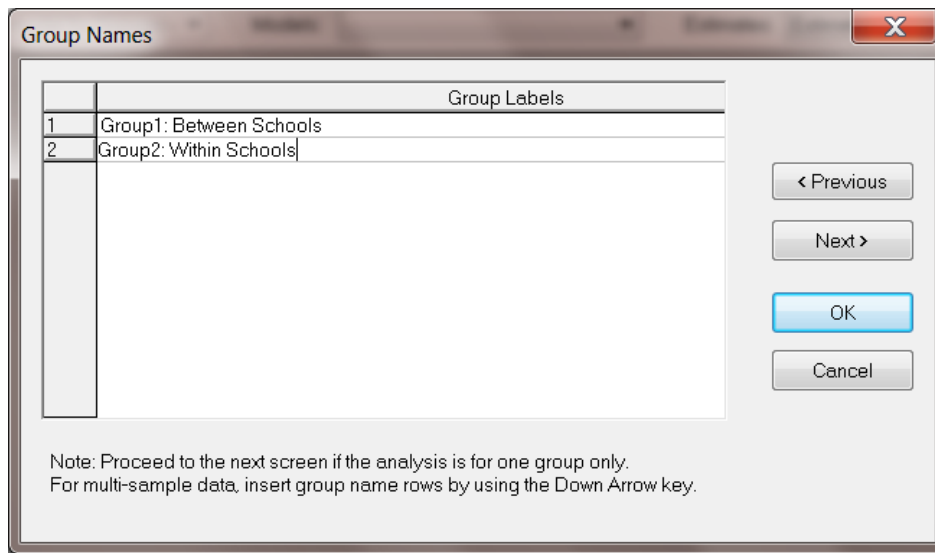 Group Names
Group Labels
1 Group1: Between Schools
2 Group2: Within Schools
< Previous
Next >
OK
Cancel
Note: Proceed to the next screen if the analysis is for one group only.
For multi-sample data, insert group name rows by using the Down Arrow key.